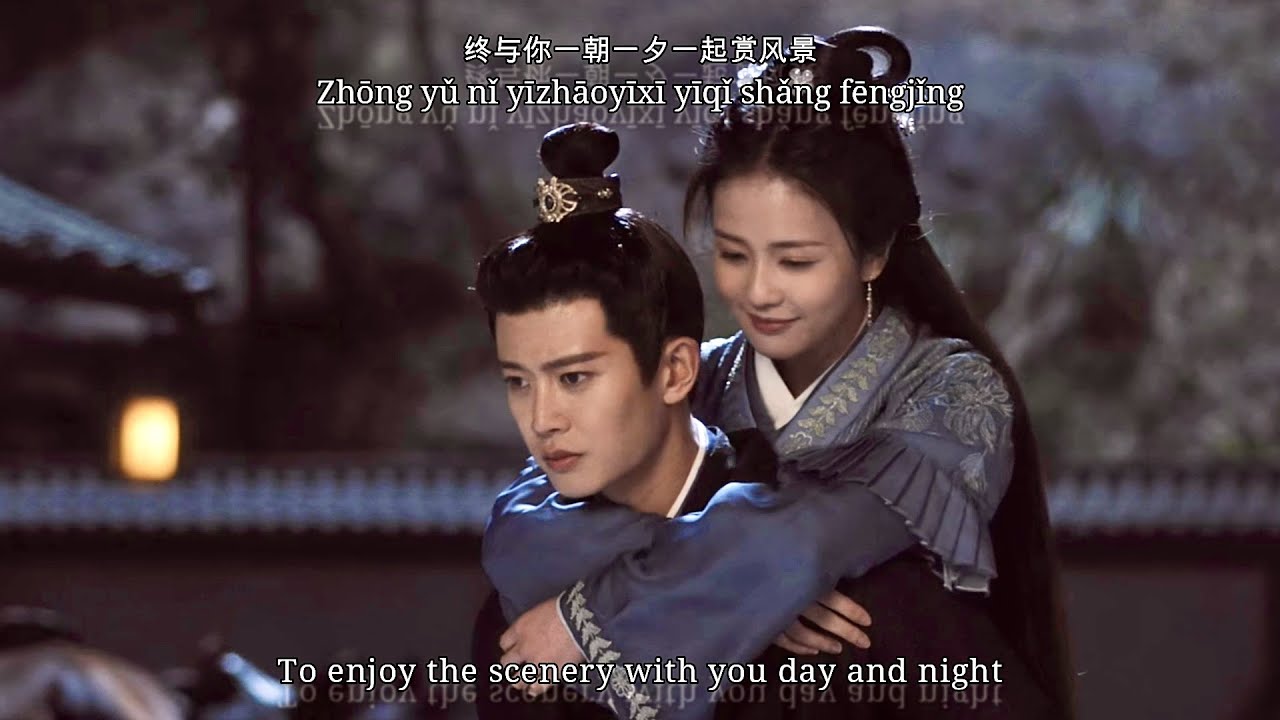 终与你一朝一夕一起赏风景
Zhōng yǔ nǐ yīzhāoyīxī yīqǐ shǎng fēngjǐng
To enjoy the scenery with you day and night